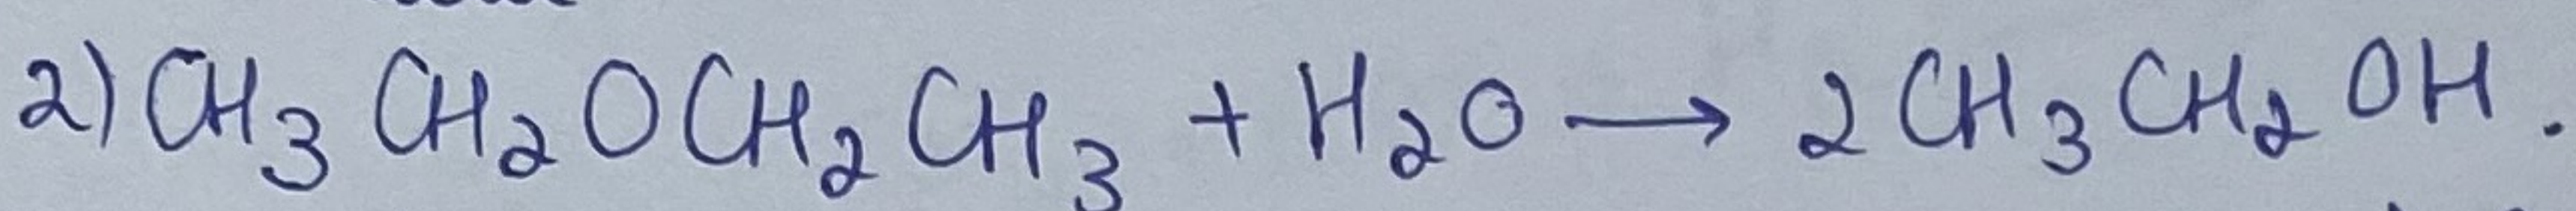 2) CH₃CH₂OCH₂CH₃ + H₂O → 2CH₃CH₂OH.